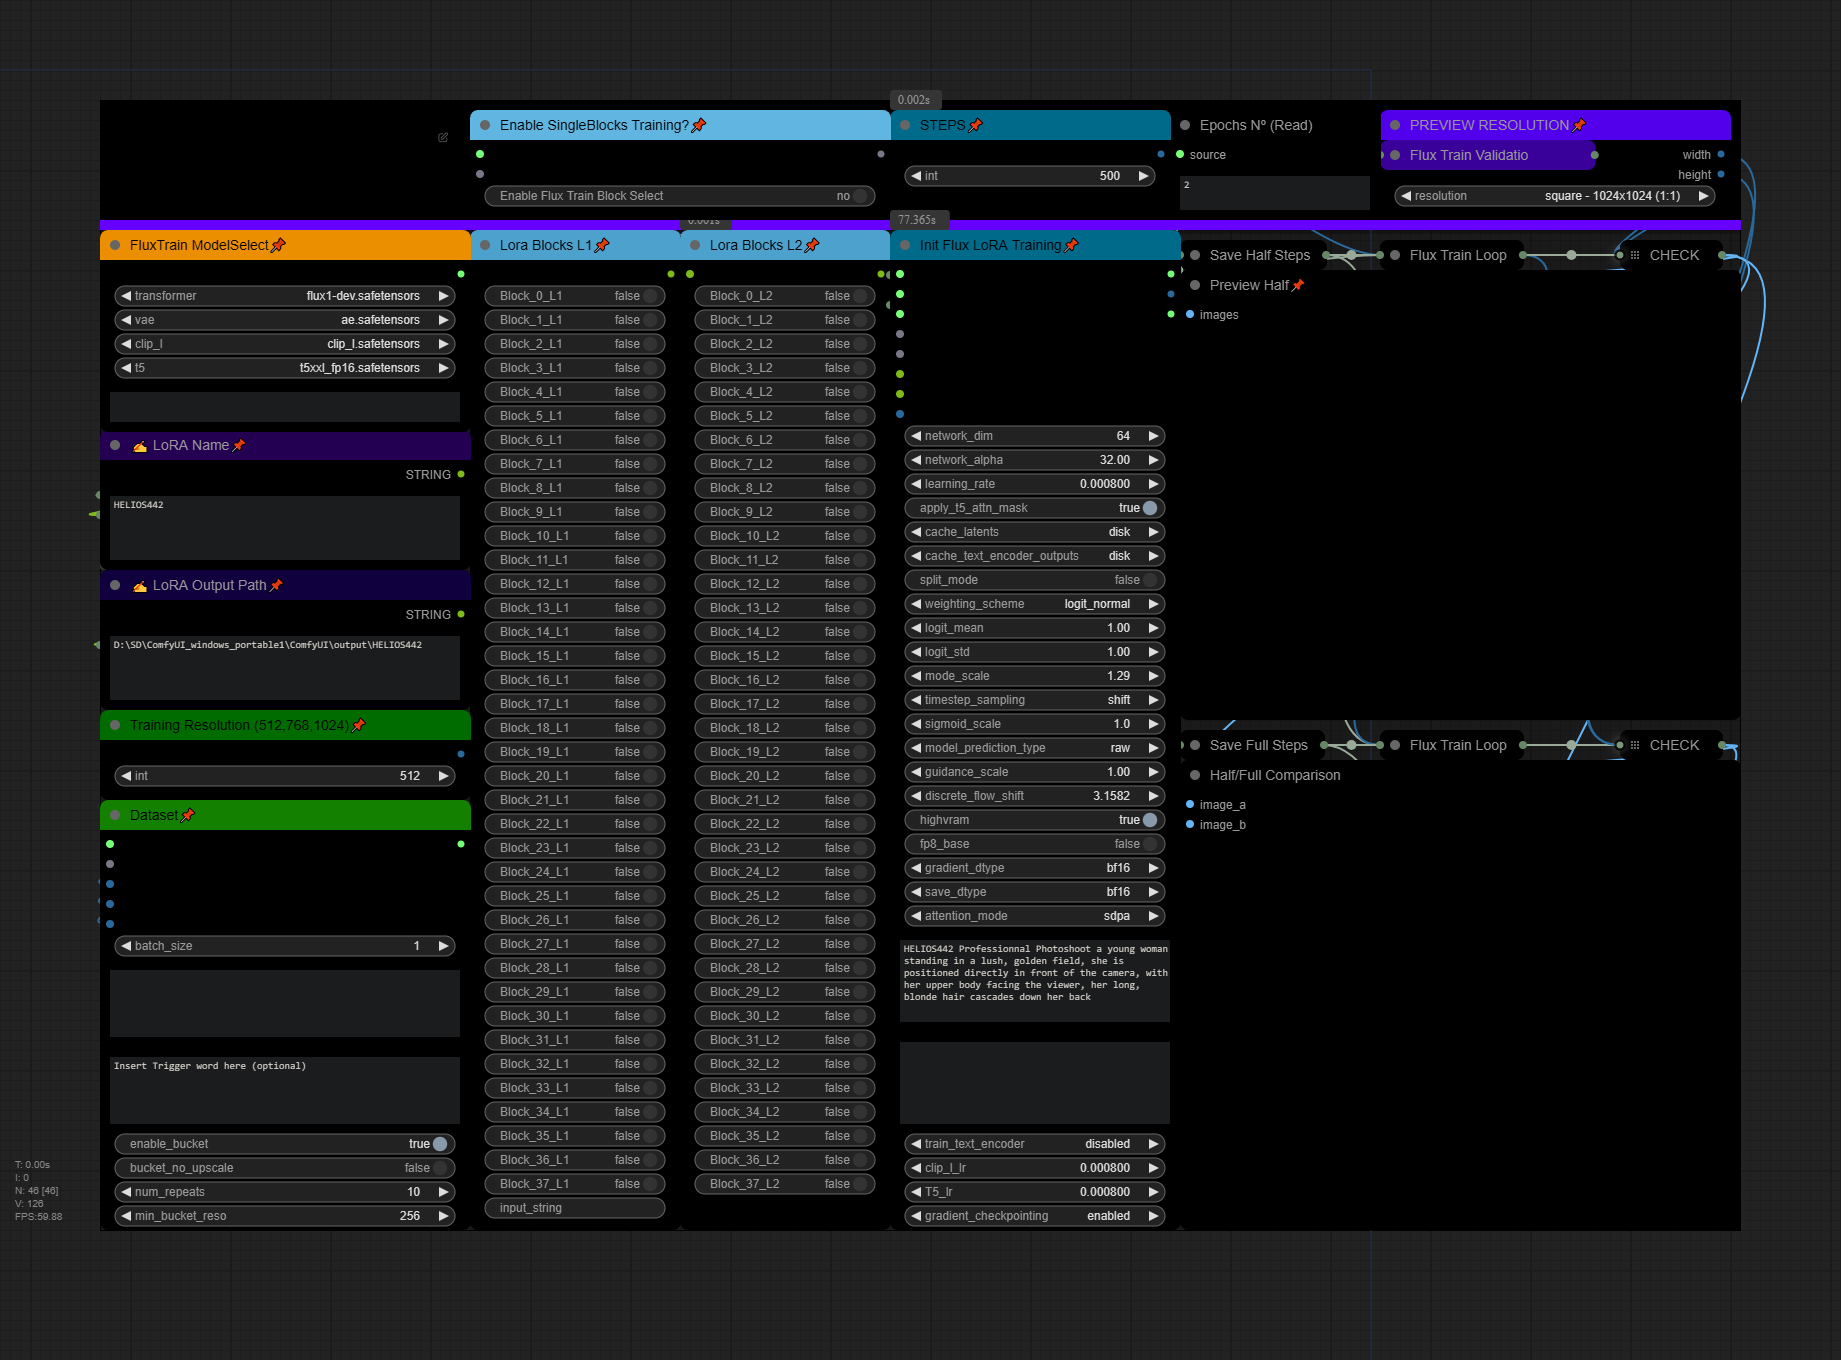 0.002s
Enable SingleBlocks Training?
STEPS
Epochs Nº (Read)
PREVIEW RESOLUTION
source
Flux Train Validatio
width
height
int 500
2
Enable Flux Train Block Select no
resolution square - 1024x1024 (1:1)
0.001s
77.365s
FluxTrain ModelSelect
transformer flux1-dev.safetensors
vae ae.safetensors
clip_l clip_l.safetensors
t5 t5xxl_fp16.safetensors
✍ LoRA Name
STRING
HELIOS442
✍ LoRA Output Path
STRING
D:\SD\ComfyUI_windows_portable1\ComfyUI\output\HELIOS442
Training Resolution (512,768,1024)
int 512
Dataset
batch_size 1
Insert Trigger word here (optional)
enable_bucket true
bucket_no_upscale false
num_repeats 10
min_bucket_reso 256
Lora Blocks L1
Block_0_L1 false
Block_1_L1 false
Block_2_L1 false
Block_3_L1 false
Block_4_L1 false
Block_5_L1 false
Block_6_L1 false
Block_7_L1 false
Block_8_L1 false
Block_9_L1 false
Block_10_L1 false
Block_11_L1 false
Block_12_L1 false
Block_13_L1 false
Block_14_L1 false
Block_15_L1 false
Block_16_L1 false
Block_17_L1 false
Block_18_L1 false
Block_19_L1 false
Block_20_L1 false
Block_21_L1 false
Block_22_L1 false
Block_23_L1 false
Block_24_L1 false
Block_25_L1 false
Block_26_L1 false
Block_27_L1 false
Block_28_L1 false
Block_29_L1 false
Block_30_L1 false
Block_31_L1 false
Block_32_L1 false
Block_33_L1 false
Block_34_L1 false
Block_35_L1 false
Block_36_L1 false
Block_37_L1 false
input_string
Lora Blocks L2
Block_0_L2 false
Block_1_L2 false
Block_2_L2 false
Block_3_L2 false
Block_4_L2 false
Block_5_L2 false
Block_6_L2 false
Block_7_L2 false
Block_8_L2 false
Block_9_L2 false
Block_10_L2 false
Block_11_L2 false
Block_12_L2 false
Block_13_L2 false
Block_14_L2 false
Block_15_L2 false
Block_16_L2 false
Block_17_L2 false
Block_18_L2 false
Block_19_L2 false
Block_20_L2 false
Block_21_L2 false
Block_22_L2 false
Block_23_L2 false
Block_24_L2 false
Block_25_L2 false
Block_26_L2 false
Block_27_L2 false
Block_28_L2 false
Block_29_L2 false
Block_30_L2 false
Block_31_L2 false
Block_32_L2 false
Block_33_L2 false
Block_34_L2 false
Block_35_L2 false
Block_36_L2 false
Block_37_L2 false
Init Flux LoRA Training
network_dim 64
network_alpha 32.00
learning_rate 0.000800
apply_t5_attn_mask true
cache_latents disk
cache_text_encoder_outputs disk
split_mode false
weighting_scheme logit_normal
logit_mean 1.00
logit_std 1.00
mode_scale 1.29
timestep_sampling shift
sigmoid_scale 1.0
model_prediction_type raw
guidance_scale 1.00
discrete_flow_shift 3.1582
highvram true
fp8_base false
gradient_dtype bf16
save_dtype bf16
attention_mode sdpa
HELIOS442 Professionnal Photoshoot a young woman
standing in a lush, golden field, she is
positioned directly in front of the camera, with
her upper body facing the viewer, her long,
blonde hair cascades down her back
train_text_encoder disabled
clip_l_lr 0.000800
T5_lr 0.000800
gradient_checkpointing enabled
Save Half Steps
Flux Train Loop
CHECK
Preview Half
images
Save Full Steps
Flux Train Loop
CHECK
Half/Full Comparison
image_a
image_b
T: 0.00s
I: 0
N: 46 [46]
V: 126
FPS:59.88